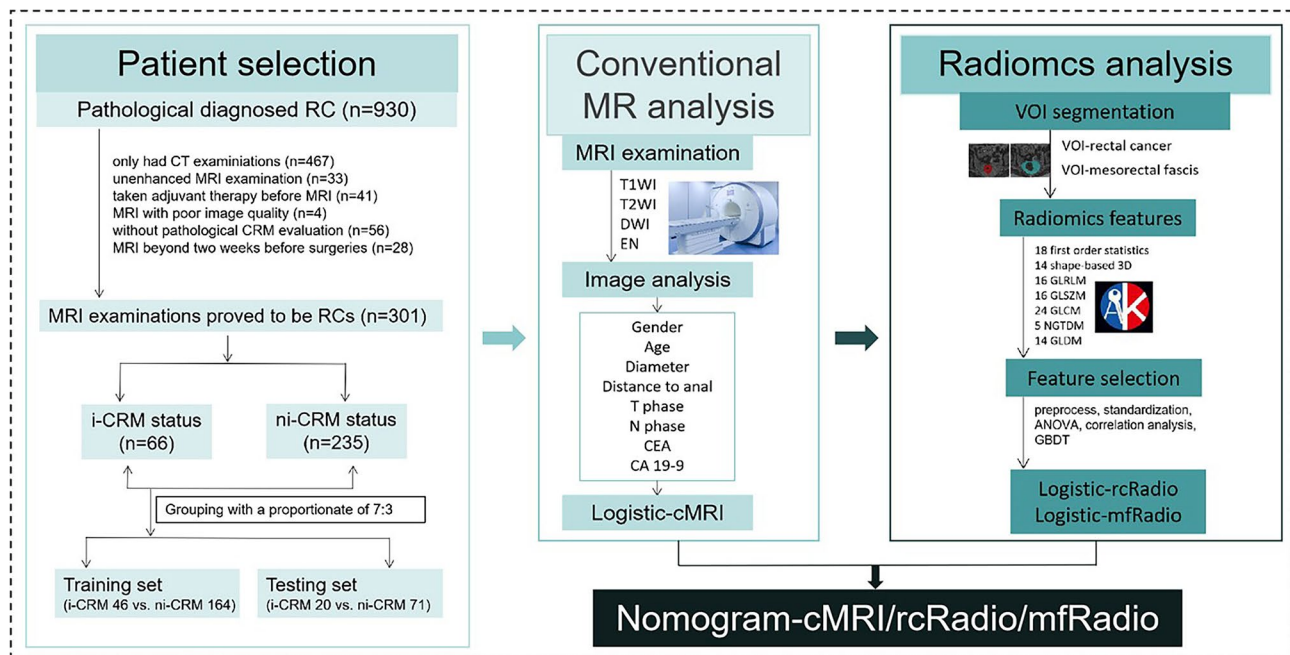 Patient selection
Pathological diagnosed RC (n=930)
only had CT examiniations (n=467)
unenhanced MRI examination (n=33)
taken adjuvant therapy before MRI (n=41)
MRI with poor image quality (n=4)
without pathological CRM evaluation (n=56)
MRI beyond two weeks before surgeries (n=28)
MRI examinations proved to be RCs (n=301)
i-CRM status
(n=66)
ni-CRM status
(n=235)
Grouping with a proportionate of 7:3
Training set
(i-CRM 46 vs. ni-CRM 164)
Testing set
(i-CRM 20 vs. ni-CRM 71)
Conventional
MR analysis
MRI examination
T1WI
T2WI
DWI
EN
Image analysis
Gender
Age
Diameter
Distance to anal
T phase
N phase
CEA
CA 19-9
Logistic-cMRI
Radiomcs analysis
VOI segmentation
VOI-rectal cancer
VOI-mesorectal fascis
Radiomics features
18 first order statistics
14 shape-based 3D
16 GLRLM
16 GLSZM
24 GLCM
5 NGTDM
14 GLDM
AK
Feature selection
preprocess, standardization,
ANOVA, correlation analysis,
GBDT
Logistic-rcRadio
Logistic-mfRadio
Nomogram-cMRI/rcRadio/mfRadio